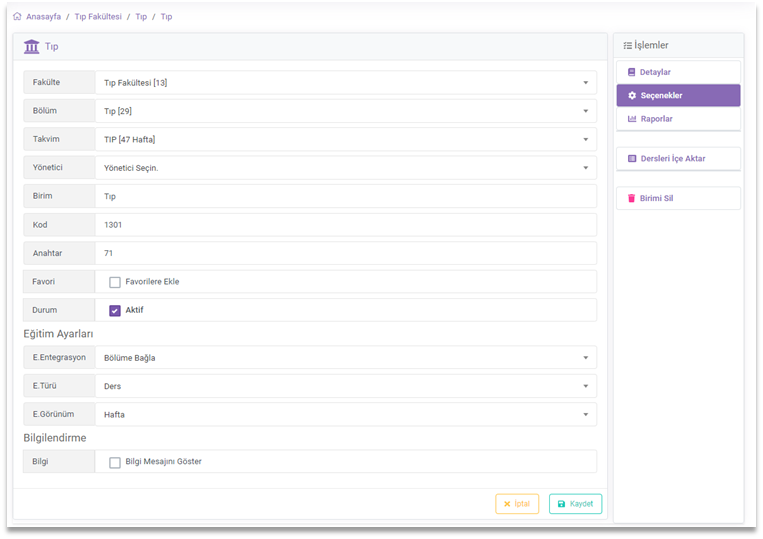 Anasayfa / Tıp Fakültesi / Tıp / Tıp
Tıp
Fakülte Tıp Fakültesi [13]
Bölüm Tıp [29]
Takvim TIP [47 Hafta]
Yönetici Yönetici Seçin.
Birim Tıp
Kod 1301
Anahtar 71
Favori Favorilere Ekle
Durum Aktif
Eğitim Ayarları
E.Entegrasyon Bölüme Bağla
E.Türü Ders
E.Görünüm Hafta
Bilgilendirme
Bilgi Bilgi Mesajını Göster
İptal Kaydet
İşlemler
Detaylar
Seçenekler
Raporlar
Dersleri İçe Aktar
Birimi Sil